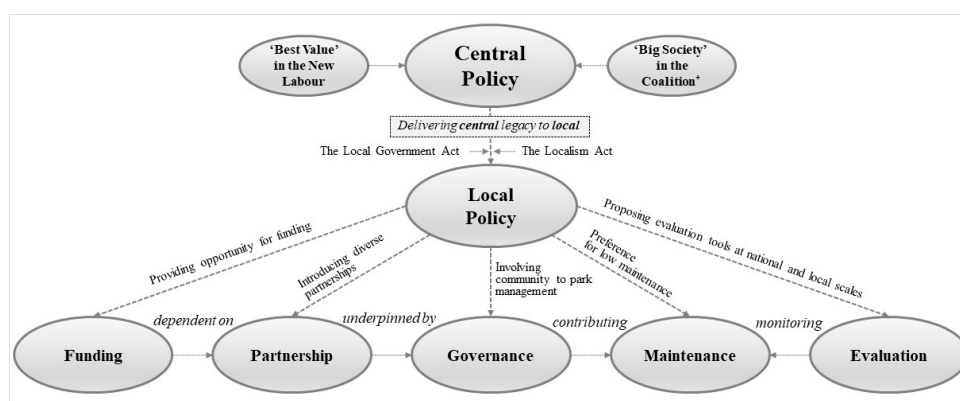 ‘Best Value’
in the New
Labour
Central
Policy
‘Big Society’
in the
Coalition⁺
Delivering central legacy to local
The Local Government Act
The Localism Act
Local
Policy
Providing opportunity for funding
Introducing diverse
partnerships
Involving
community to park
management
Preference
for low maintenance
Proposing evaluation tools at national and local scales
dependent on
underpinned by
contributing
monitoring
Funding
Partnership
Governance
Maintenance
Evaluation